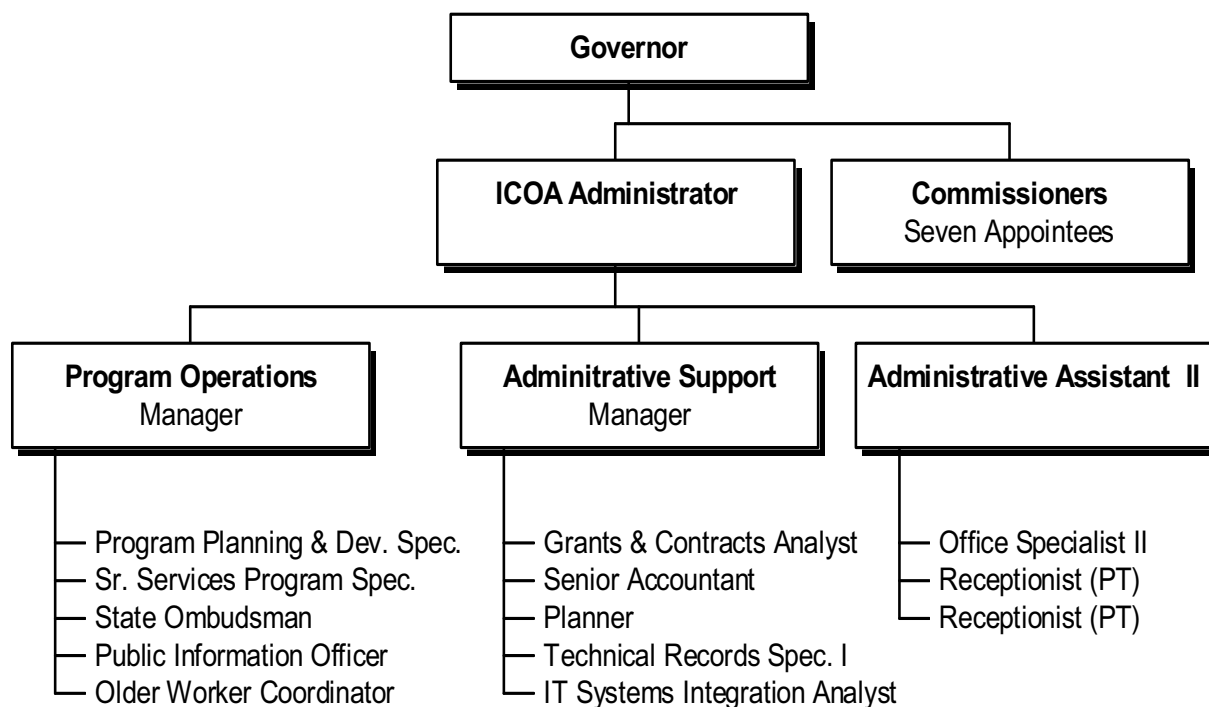 Governor
ICOA Administrator
Commissioners
Seven Appointees
Program Operations
Manager
Adminitrative Support
Manager
Administrative Assistant II
Program Planning & Dev. Spec.
Sr. Services Program Spec.
State Ombudsman
Public Information Officer
Older Worker Coordinator
Grants & Contracts Analyst
Senior Accountant
Planner
Technical Records Spec. I
IT Systems Integration Analyst
Office Specialist II
Receptionist (PT)
Receptionist (PT)